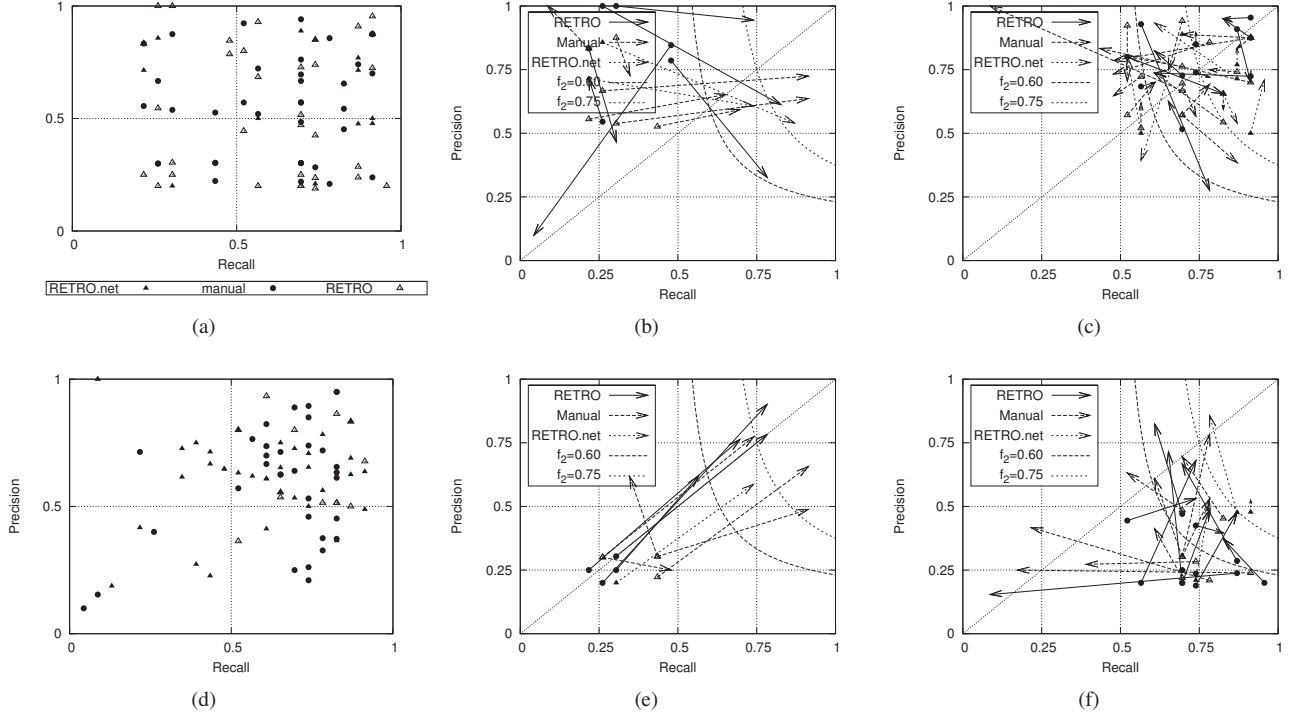 1
0.5
0
0 0.5 1
Recall
RETRO.net manual RETRO
(a)
Precision
1
0.75
0.5
0.25
0
0 0.25 0.5 0.75 1
Recall
RETRO
Manual
RETRO.net
f2=0.60
f2=0.75
(b)
Precision
1
0.75
0.5
0.25
0
0 0.25 0.5 0.75 1
Recall
RETRO
Manual
RETRO.net
f2=0.60
f2=0.75
(c)
Precision
1
0.5
0
0 0.5 1
Recall
(d)
Precision
1
0.75
0.5
0.25
0
0 0.25 0.5 0.75 1
Recall
RETRO
Manual
RETRO.net
f2=0.60
f2=0.75
(e)
Precision
1
0.75
0.5
0.25
0
0 0.25 0.5 0.75 1
Recall
RETRO
Manual
RETRO.net
f2=0.60
f2=0.75
(f)